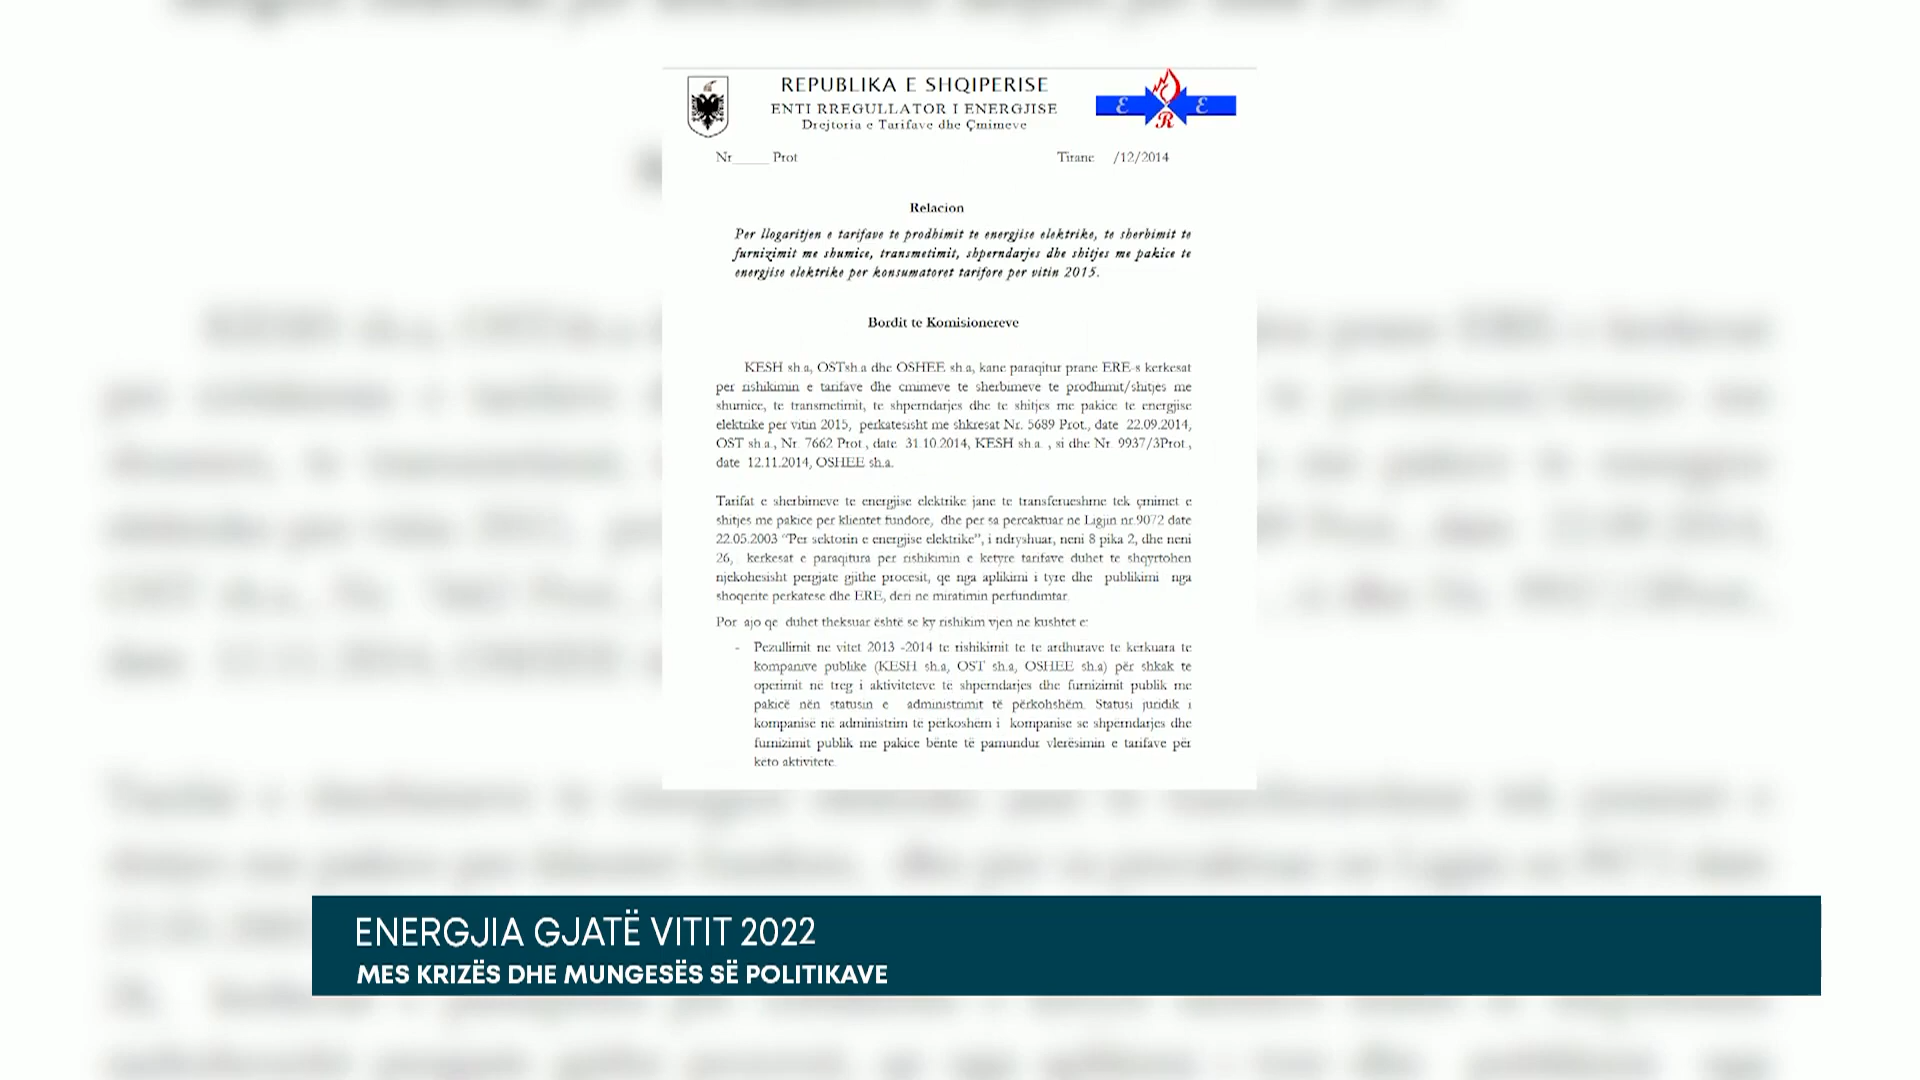 REPUBLIKA E SHQIPERISE
ENTI RREGULLATOR I ENERGJISE
Drejtoria e Tarifave dhe Çmimeve
ε ε
R
Nr_____ Prot Tirane /12/2014
Relacion
Per llogaritjen e tarifave te prodhimit te energjise elektrike, te sherbimit te
furnizimit me shumice, transmetimit, shperndarjes dhe shitjes me pakice te
energjise elektrike per konsumatoret tarifore per vitin 2015.
Bordit te Komisionereve
KESH sh.a, OSTsh.a dhe OSHEE sh.a, kane paraqitur prane ERE-s kerkesat
per rishikimin e tarifave dhe cmimeve te sherbimeve te prodhimit/shitjes me
shumice, te transmetimit, te shperndarjes dhe te shitjes me pakice te energjise
elektrike per vitin 2015, perkatesisht me shkresat Nr. 5689 Prot., date 22.09.2014,
OST sh.a., Nr. 7662 Prot., date 31.10.2014, KESH sh.a. , si dhe Nr. 9937/3Prot.,
date 12.11.2014, OSHEE sh.a.
Tarifat e sherbimeve te energjise elektrike jane te transferueshme tek çmimet e
shitjes me pakice per klientet fundore, dhe per sa percaktuar ne Ligjin nr.9072 date
22.05.2003 “Per sektorin e energjise elektrike”, i ndryshuar, neni 8 pika 2, dhe neni
26, kerkesat e paraqitura per rishikimin e ketyre tarifave duhet te shqyrtohen
njekohesisht pergjate gjithe procesit, qe nga aplikimi i tyre dhe publikimi nga
shoqerite perkatese dhe ERE, deri ne miratimin perfundimtar.
Por ajo qe duhet theksuar është se ky rishikim vjen ne kushtet e:
- Pezullimit ne vitet 2013 -2014 te rishikimit te te ardhurave te kerkuara te
kompanive publike (KESH sh.a, OST sh.a, OSHEE sh.a) për shkak te
operimit ne treg i aktiviteteve te shperndarjes dhe furnizimit publik me
pakicë nën statusin e administrimit të përkohshëm. Statusi juridik i
kompanisë në administrim të perkoshëm i kompanise se shpërndarjes dhe
furnizimit publik me pakice bënte të pamundur vlerësimin e tarifave për
keto aktivitete.
ENERGJIA GJATË VITIT 2022
MES KRIZËS DHE MUNGESËS SË POLITIKAVE